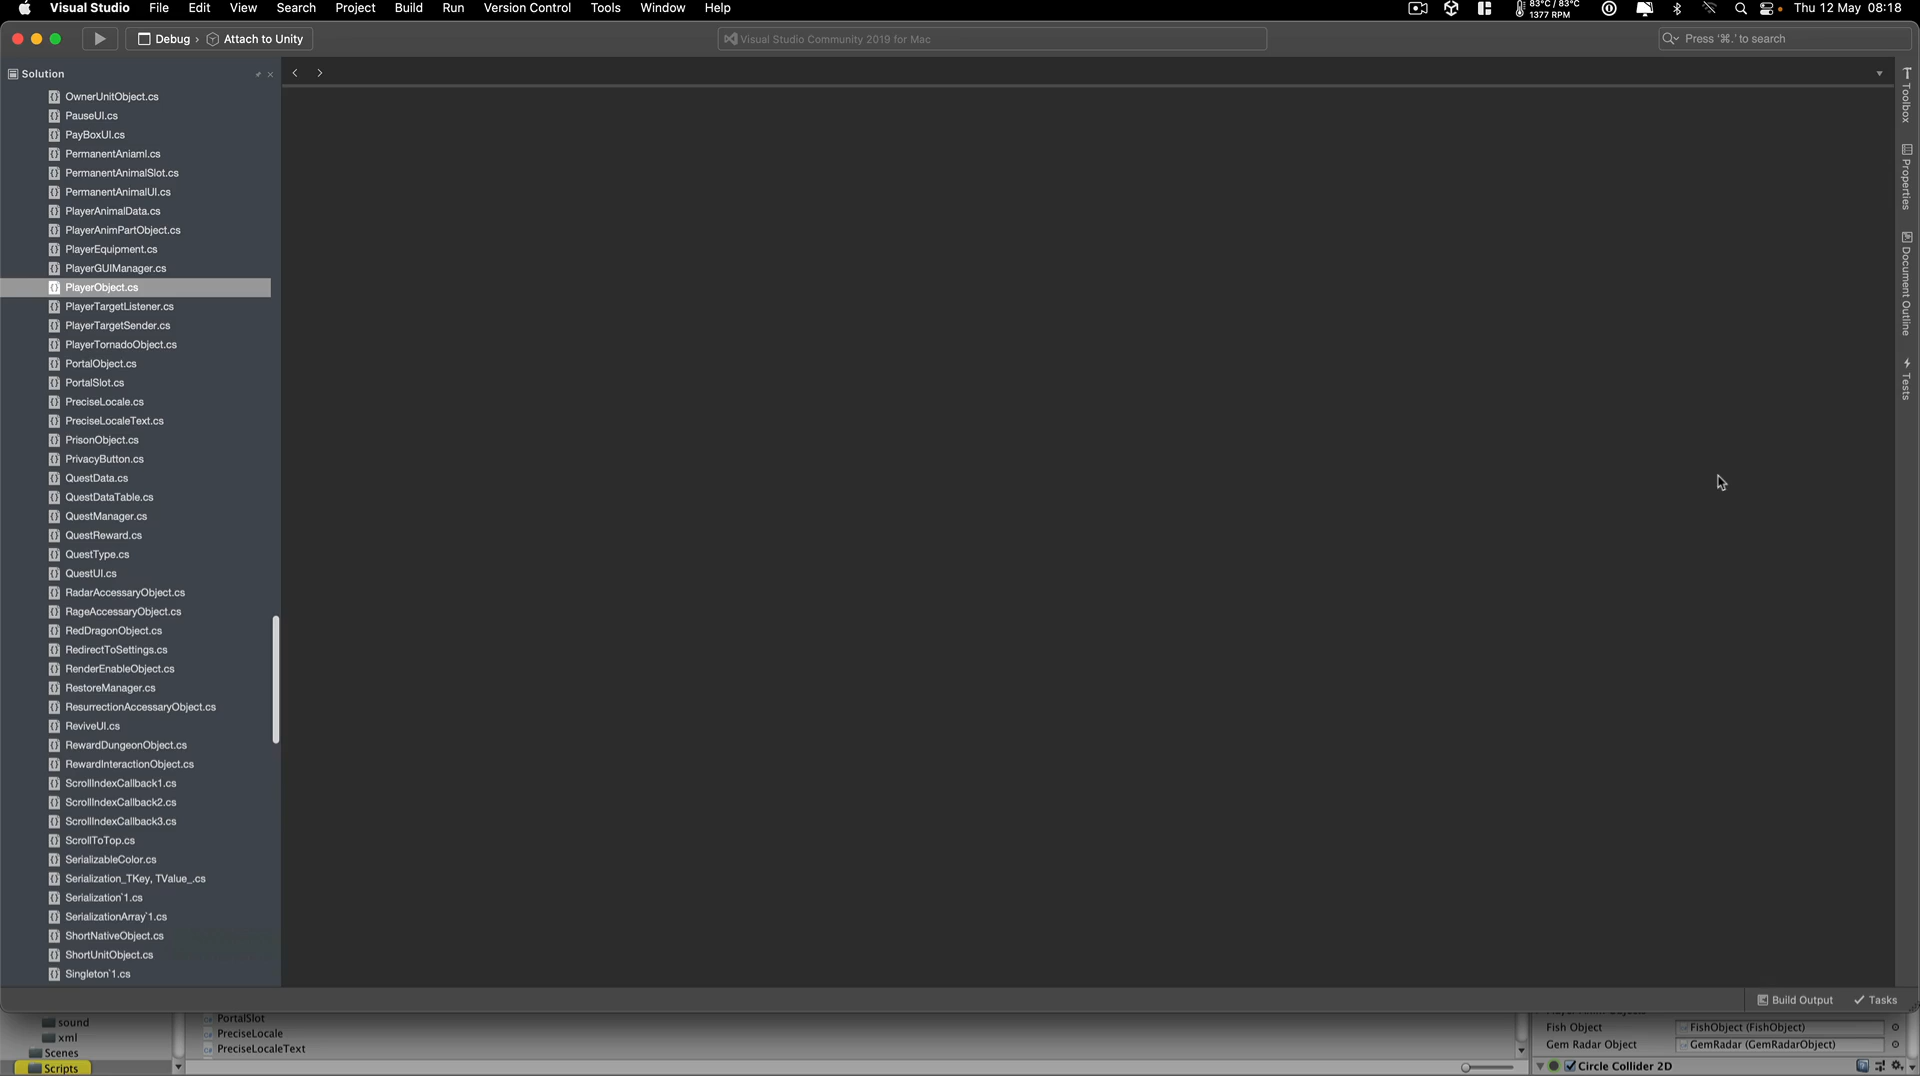 Visual Studio File Edit View Search Project Build Run Version Control Tools Window Help
83°C / 83°C
1377 RPM
Thu 12 May 08:18
Debug › Attach to Unity
Visual Studio Community 2019 for Mac
Press '⌘.' to search
Solution
OwnerUnitObject.cs
PauseUI.cs
PayBoxUI.cs
PermanentAniaml.cs
PermanentAnimalSlot.cs
PermanentAnimalUI.cs
PlayerAnimalData.cs
PlayerAnimPartObject.cs
PlayerEquipment.cs
PlayerGUIManager.cs
PlayerObject.cs
PlayerTargetListener.cs
PlayerTargetSender.cs
PlayerTornadoObject.cs
PortalObject.cs
PortalSlot.cs
PreciseLocale.cs
PreciseLocaleText.cs
PrisonObject.cs
PrivacyButton.cs
QuestData.cs
QuestDataTable.cs
QuestManager.cs
QuestReward.cs
QuestType.cs
QuestUI.cs
RadarAccessaryObject.cs
RageAccessaryObject.cs
RedDragonObject.cs
RedirectToSettings.cs
RenderEnableObject.cs
RestoreManager.cs
ResurrectionAccessaryObject.cs
ReviveUI.cs
RewardDungeonObject.cs
RewardInteractionObject.cs
ScrollIndexCallback1.cs
ScrollIndexCallback2.cs
ScrollIndexCallback3.cs
ScrollToTop.cs
SerializableColor.cs
Serialization_TKey, TValue_.cs
Serialization`1.cs
SerializationArray`1.cs
ShortNativeObject.cs
ShortUnitObject.cs
Singleton`1.cs
Toolbox
Properties
Document Outline
Tests
Build Output
Tasks
sound
xml
Scenes
Scripts
PortalSlot
PreciseLocale
PreciseLocaleText
Fish Object FishObject (FishObject)
Gem Radar Object GemRadar (GemRadarObject)
Circle Collider 2D